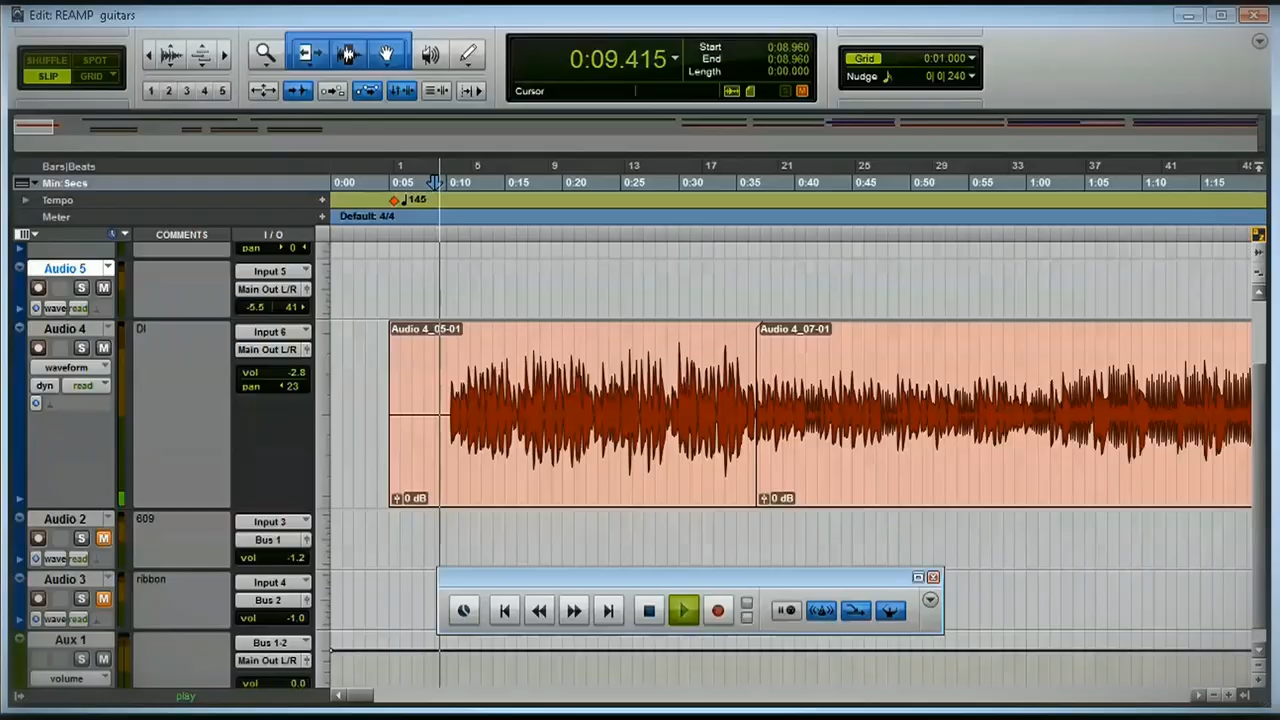 Edit: REAMP guitars
SHUFFLE SPOT
SLIP GRID
1 2 3 4 5
0:09.415
Start 0:08.960
End 0:08.960
Length 0:00.000
Cursor
Grid 0:01.000
Nudge 0| 0| 240
Bars|Beats 1 5 9 13 17 21 25 29 33 37 41
Min:Secs 0:00 0:05 0:10 0:15 0:20 0:25 0:30 0:35 0:40 0:45 0:50 0:55 1:00 1:05 1:10 1:15
Tempo 145
Meter Default: 4/4
COMMENTS I / O
pan 0
Audio 5 Input 5
S M Main Out L/R
wave read -5.5 41
Audio 4 DI Input 6 Audio 4_05-01 Audio 4_07-01
S M Main Out L/R
waveform vol -2.8
dyn read pan 23
0 dB 0 dB
Audio 2 609 Input 3
S M Bus 1
wave read vol -1.2
Audio 3 ribbon Input 4
S M Bus 2
wave read vol -1.0
Aux 1 Bus 1-2
S M Main Out L/R
volume vol 0.0
play